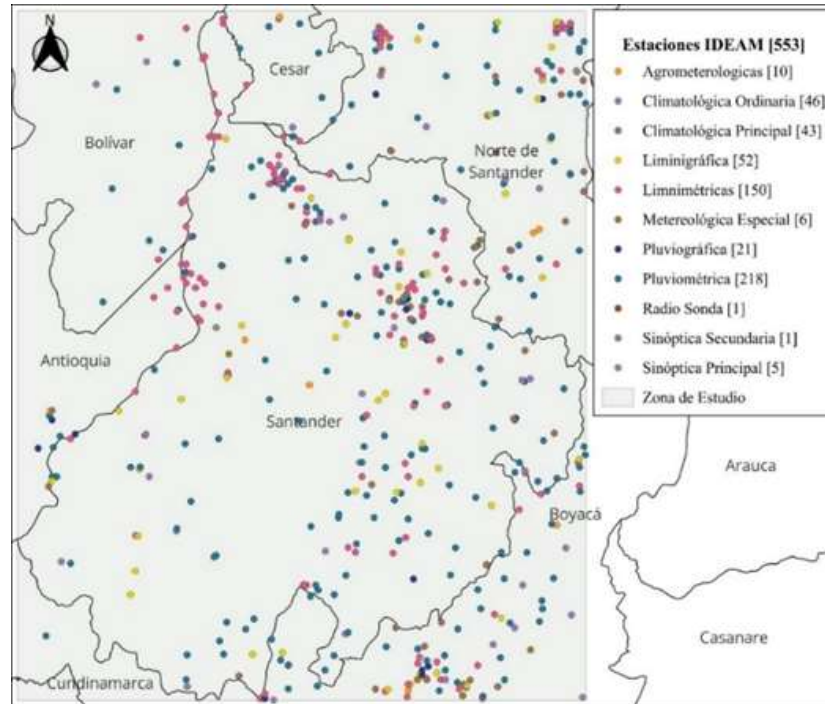 N
Cesar
Bolívar
Norte de
Santander
Antioquia
Santander
Boyacá
Arauca
Casanare
Cundinamarca
Estaciones IDEAM [553]
Agrometerologicas [10]
Climatológica Ordinaria [46]
Climatológica Principal [43]
Liminigráfica [52]
Limnimétricas [150]
Metereológica Especial [6]
Pluviográfica [21]
Pluviométrica [218]
Radio Sonda [1]
Sinóptica Secundaria [1]
Sinóptica Principal [5]
Zona de Estudio